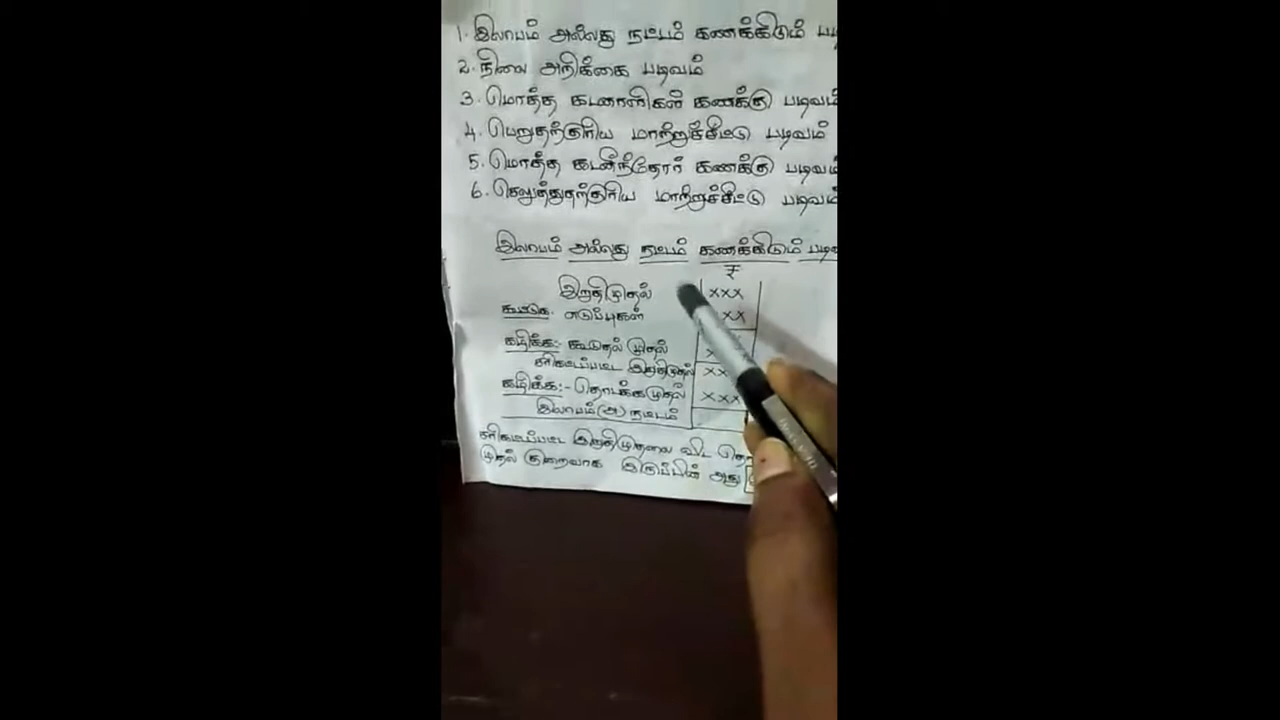 1. இலாபம் அல்லது நட்டம் கணக்கிடும் படி
2. நிலை அறிக்கை படிவம்
3. மொத்த கடனாளிகள் கணக்கு படிவம்
4. பெறுதற்குரிய மாற்றுச்சீட்டு படிவம்
5. மொத்த கடனீந்தோர் கணக்கு படிவம்
6. செலுத்துதற்குரிய மாற்றுச்சீட்டு படிவம்
இலாபம் அல்லது நட்டம் கணக்கிடும் படிவ
₹
இறுதிமுதல் xxx
கூட்டுக: எடுப்புகள் xx
கழிக்க:- கூடுதல் முதல் x
சரிகட்டப்பட்ட இறுதிமுதல் xx
கழிக்க:- தொடக்கமுதல் xxx
இலாபம் (அ) நட்டம்
சரிகட்டப்பட்ட இறுதிமுதலை விட தொ
முதல் குறைவாக இருப்பின் அது